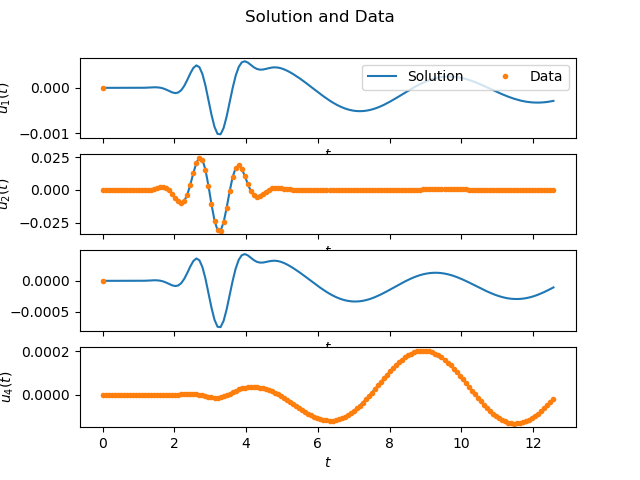 Solution and Data
Solution Data
0.000
−0.001
u₁(t)
t
0.025
0.000
−0.025
u₂(t)
t
0.0000
−0.0005
t
0.0002
0.0000
u₄(t)
0 2 4 6 8 10 12
t